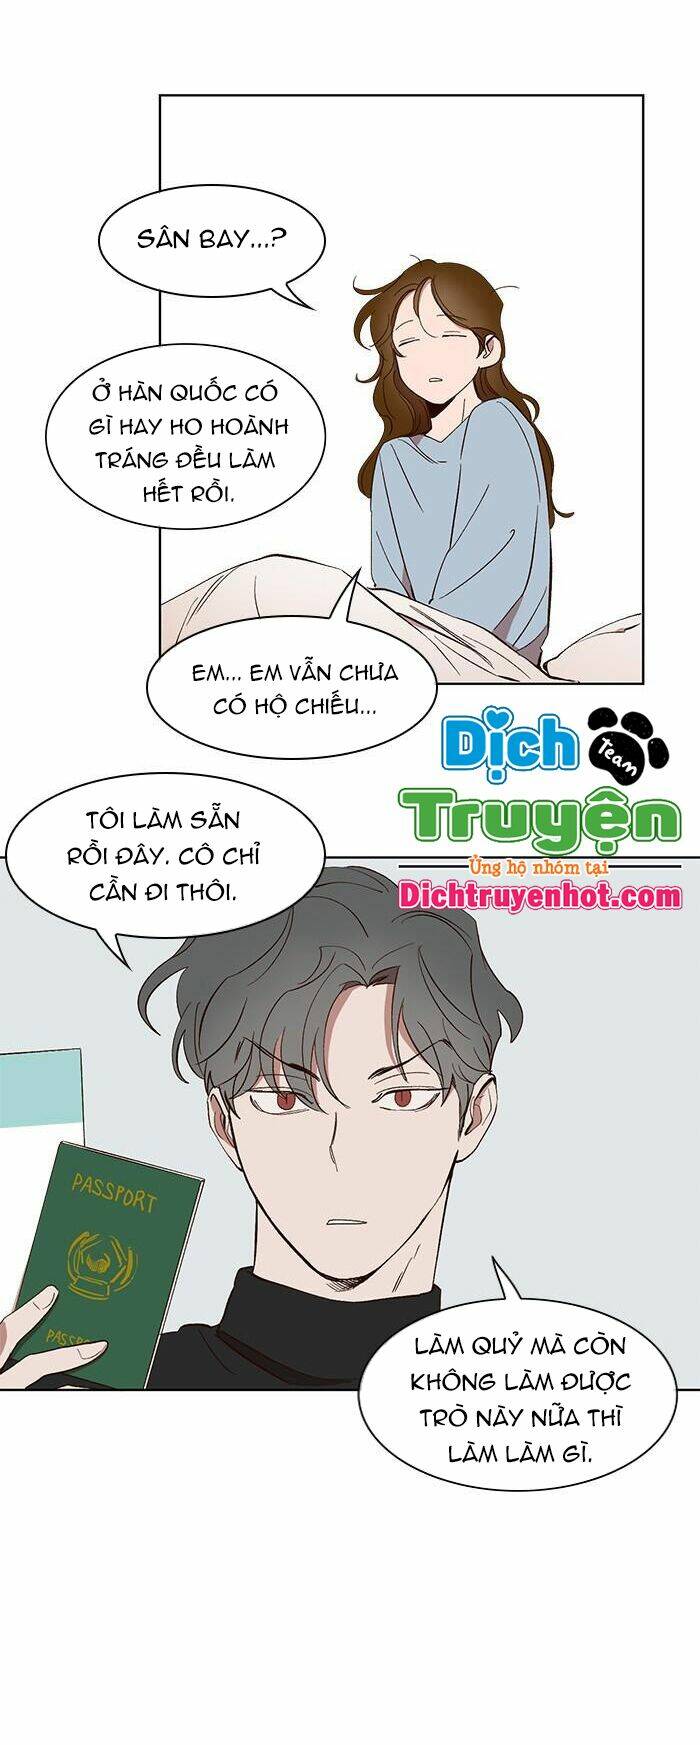 SÂN BAY...?
Ở HÀN QUỐC CÓ
GÌ HAY HO HOÀNH
TRÁNG ĐỀU LÀM
HẾT RỒI.
EM... EM VẪN CHƯA
CÓ HỘ CHIẾU...
Dịch
Team
Truyện
Ủng hộ nhóm tại
Dichtruyenhot.com
TÔI LÀM SẴN
RỒI ĐÂY. CÔ CHỈ
CẦN ĐI THÔI.
PASSPORT
LÀM QUỶ MÀ CÒN
KHÔNG LÀM ĐƯỢC
TRÒ NÀY NỮA THÌ
LÀM LÀM GÌ.